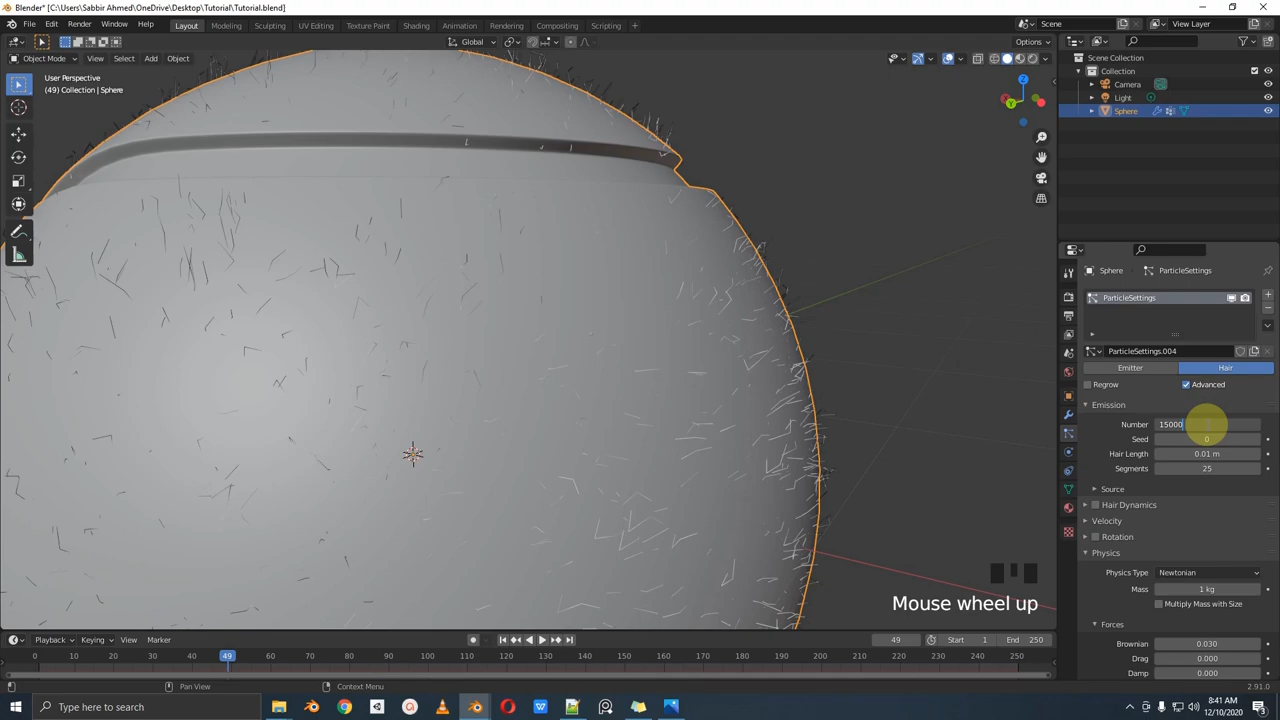 Blender* [C:\Users\Sabbir Ahmed\OneDrive\Desktop\Tutorial\Tutorial.blend]
File Edit Render Window Help Layout Modeling Sculpting UV Editing Texture Paint Shading Animation Rendering Compositing Scripting + Scene View Layer
Global Options
Object Mode View Select Add Object
User Perspective
(49) Collection | Sphere
Z
Y
Scene Collection
Collection
Camera
Light
Sphere
Sphere ParticleSettings
ParticleSettings
ParticleSettings.004
Emitter Hair
Regrow Advanced
Emission
Number 15000
Seed 0
Hair Length 0.01 m
Segments 25
Source
Hair Dynamics
Velocity
Rotation
Physics
Physics Type Newtonian
Mass 1 kg
Multiply Mass with Size
Forces
Brownian 0.030
Drag 0.000
Damp 0.000
Mouse wheel up
Playback Keying View Marker 49 Start 1 End 250
0 10 20 30 40 49 60 70 80 90 100 110 120 130 140 150 160 170 180 190 200 210 220 230 240 250
Pan View Context Menu 2.91.0
Type here to search
8:41 AM
12/10/2020